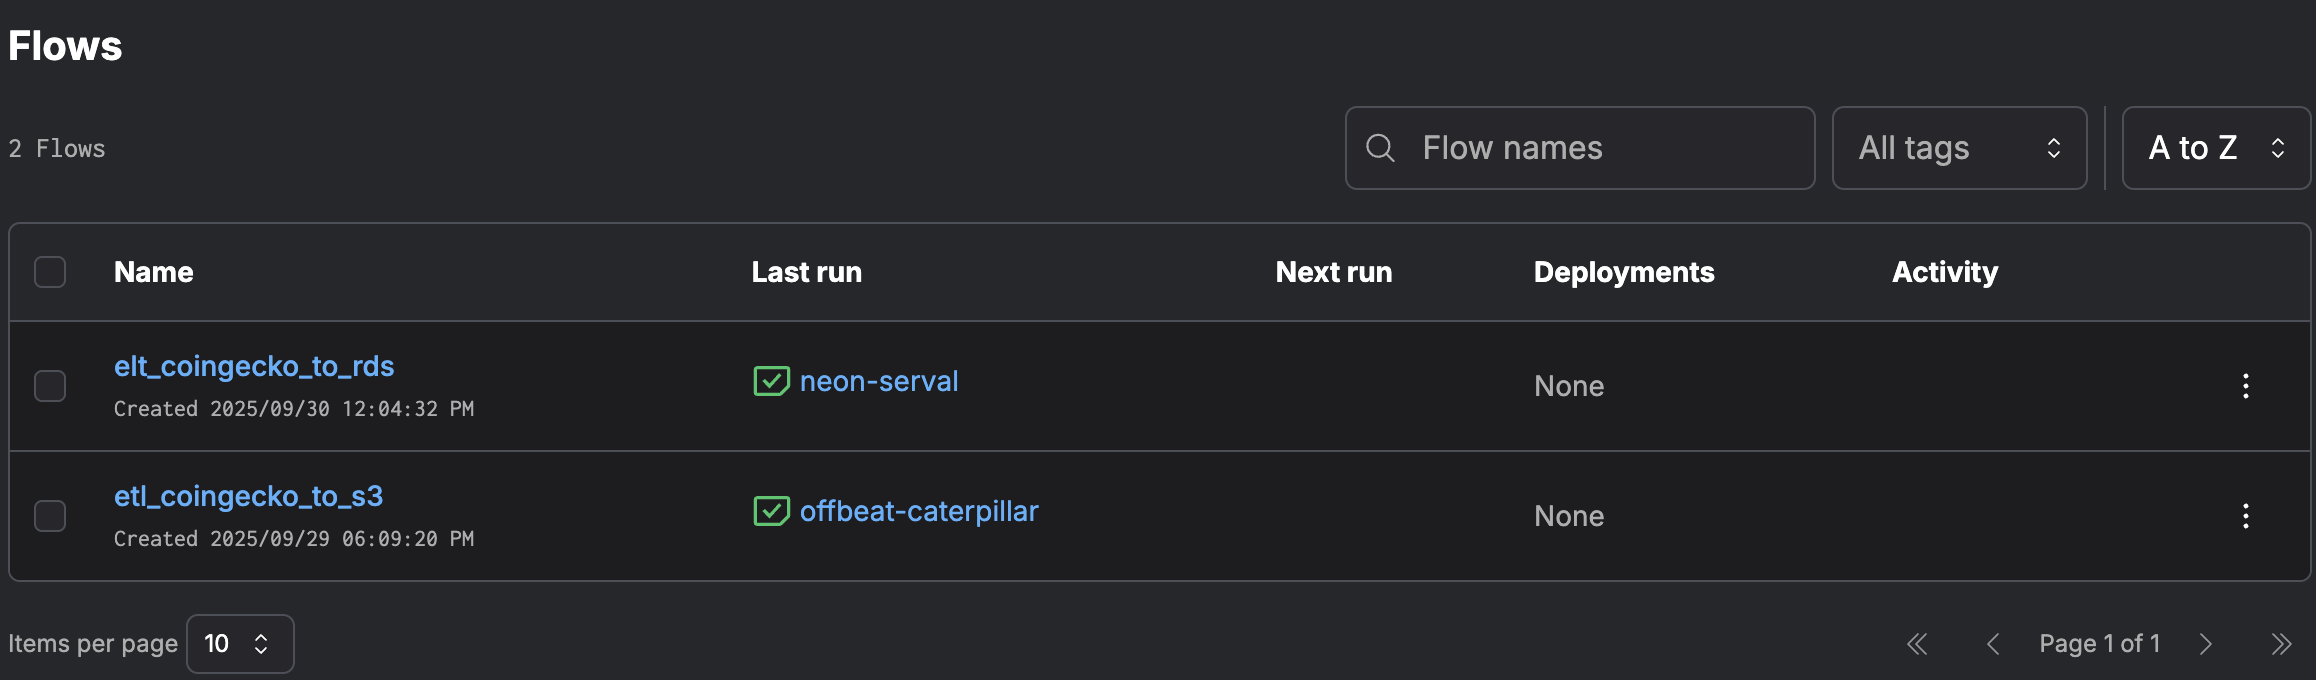 Flows
2 Flows
Flow names
All tags
A to Z
Name Last run Next run Deployments Activity
elt_coingecko_to_rds
Created 2025/09/30 12:04:32 PM
neon-serval
None
etl_coingecko_to_s3
Created 2025/09/29 06:09:20 PM
offbeat-caterpillar
None
Items per page 10
Page 1 of 1